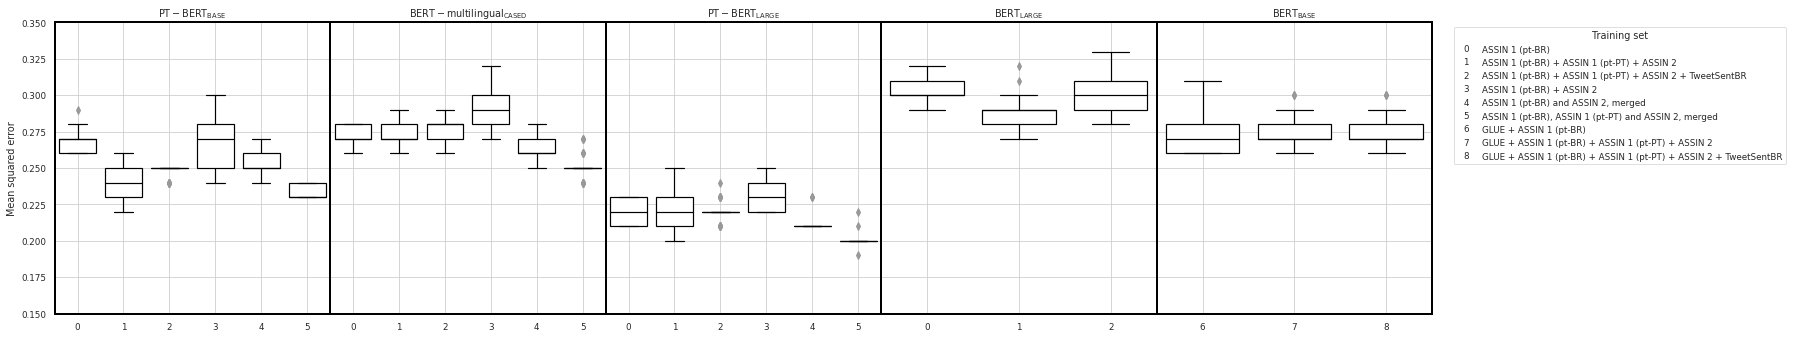 PT − BERT_BASE BERT − multilingual_CASED PT − BERT_LARGE BERT_LARGE BERT_BASE
Mean squared error
0.350
0.325
0.300
0.275
0.250
0.225
0.200
0.175
0.150
0 1 2 3 4 5 0 1 2 3 4 5 0 1 2 3 4 5 0 1 2 6 7 8
Training set
0 ASSIN 1 (pt-BR)
1 ASSIN 1 (pt-BR) + ASSIN 1 (pt-PT) + ASSIN 2
2 ASSIN 1 (pt-BR) + ASSIN 1 (pt-PT) + ASSIN 2 + TweetSentBR
3 ASSIN 1 (pt-BR) + ASSIN 2
4 ASSIN 1 (pt-BR) and ASSIN 2, merged
5 ASSIN 1 (pt-BR), ASSIN 1 (pt-PT) and ASSIN 2, merged
6 GLUE + ASSIN 1 (pt-BR)
7 GLUE + ASSIN 1 (pt-BR) + ASSIN 1 (pt-PT) + ASSIN 2
8 GLUE + ASSIN 1 (pt-BR) + ASSIN 1 (pt-PT) + ASSIN 2 + TweetSentBR